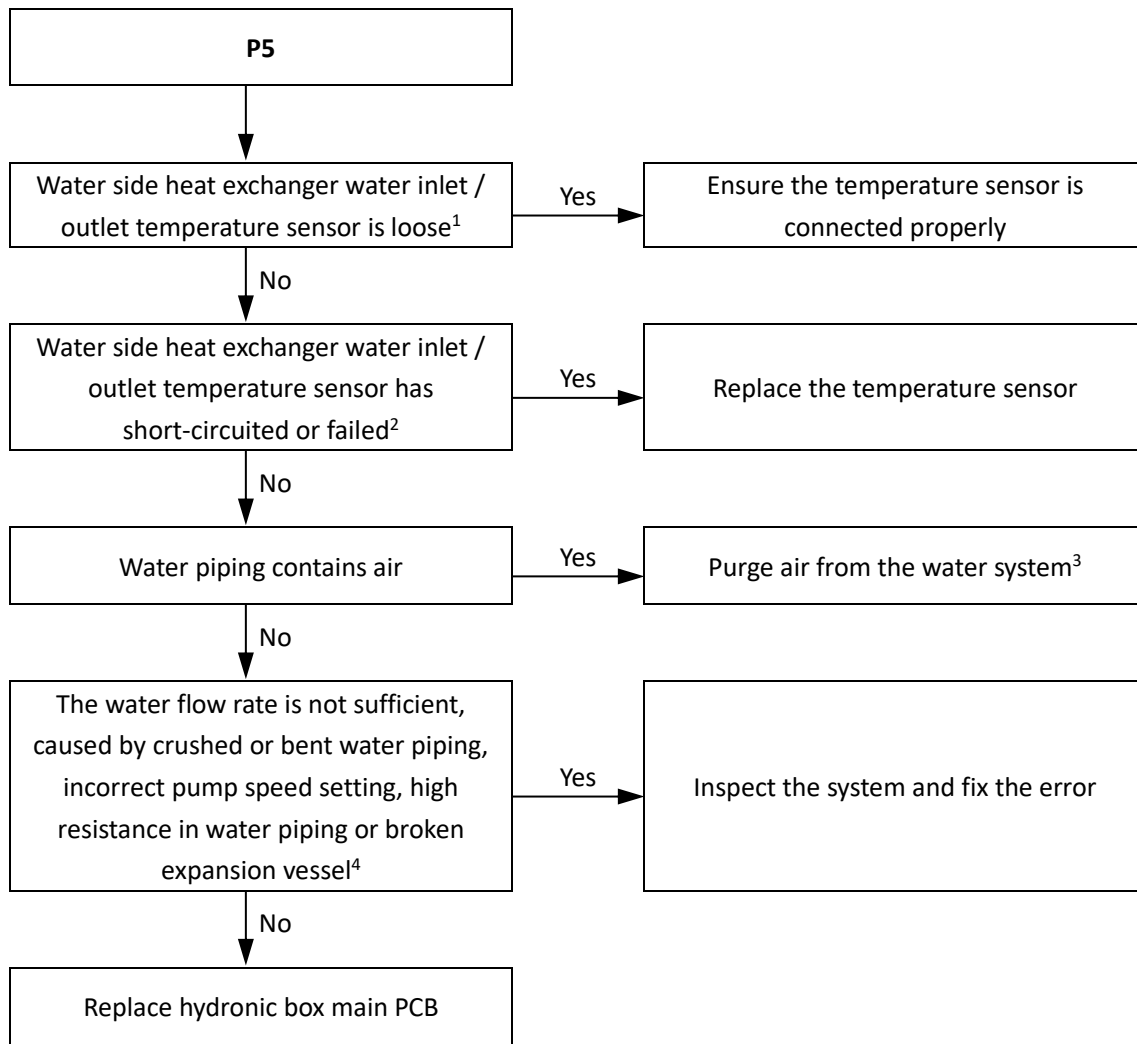 P5
Water side heat exchanger water inlet /
outlet temperature sensor is loose¹
Yes
Ensure the temperature sensor is
connected properly
No
Water side heat exchanger water inlet /
outlet temperature sensor has
short-circuited or failed²
Yes
Replace the temperature sensor
No
Water piping contains air
Yes
Purge air from the water system³
No
The water flow rate is not sufficient,
caused by crushed or bent water piping,
incorrect pump speed setting, high
resistance in water piping or broken
expansion vessel⁴
Yes
Inspect the system and fix the error
No
Replace hydronic box main PCB